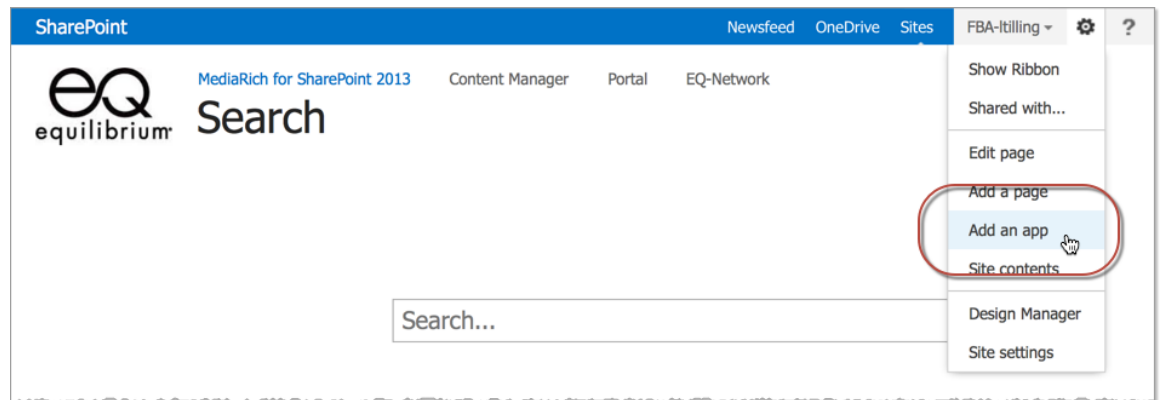 SharePoint Newsfeed OneDrive Sites FBA-ltilling ?
MediaRich for SharePoint 2013 Content Manager Portal EQ-Network
Search
eQ
equilibrium
Show Ribbon
Shared with...
Edit page
Add a page
Add an app
Site contents
Design Manager
Site settings
Search...